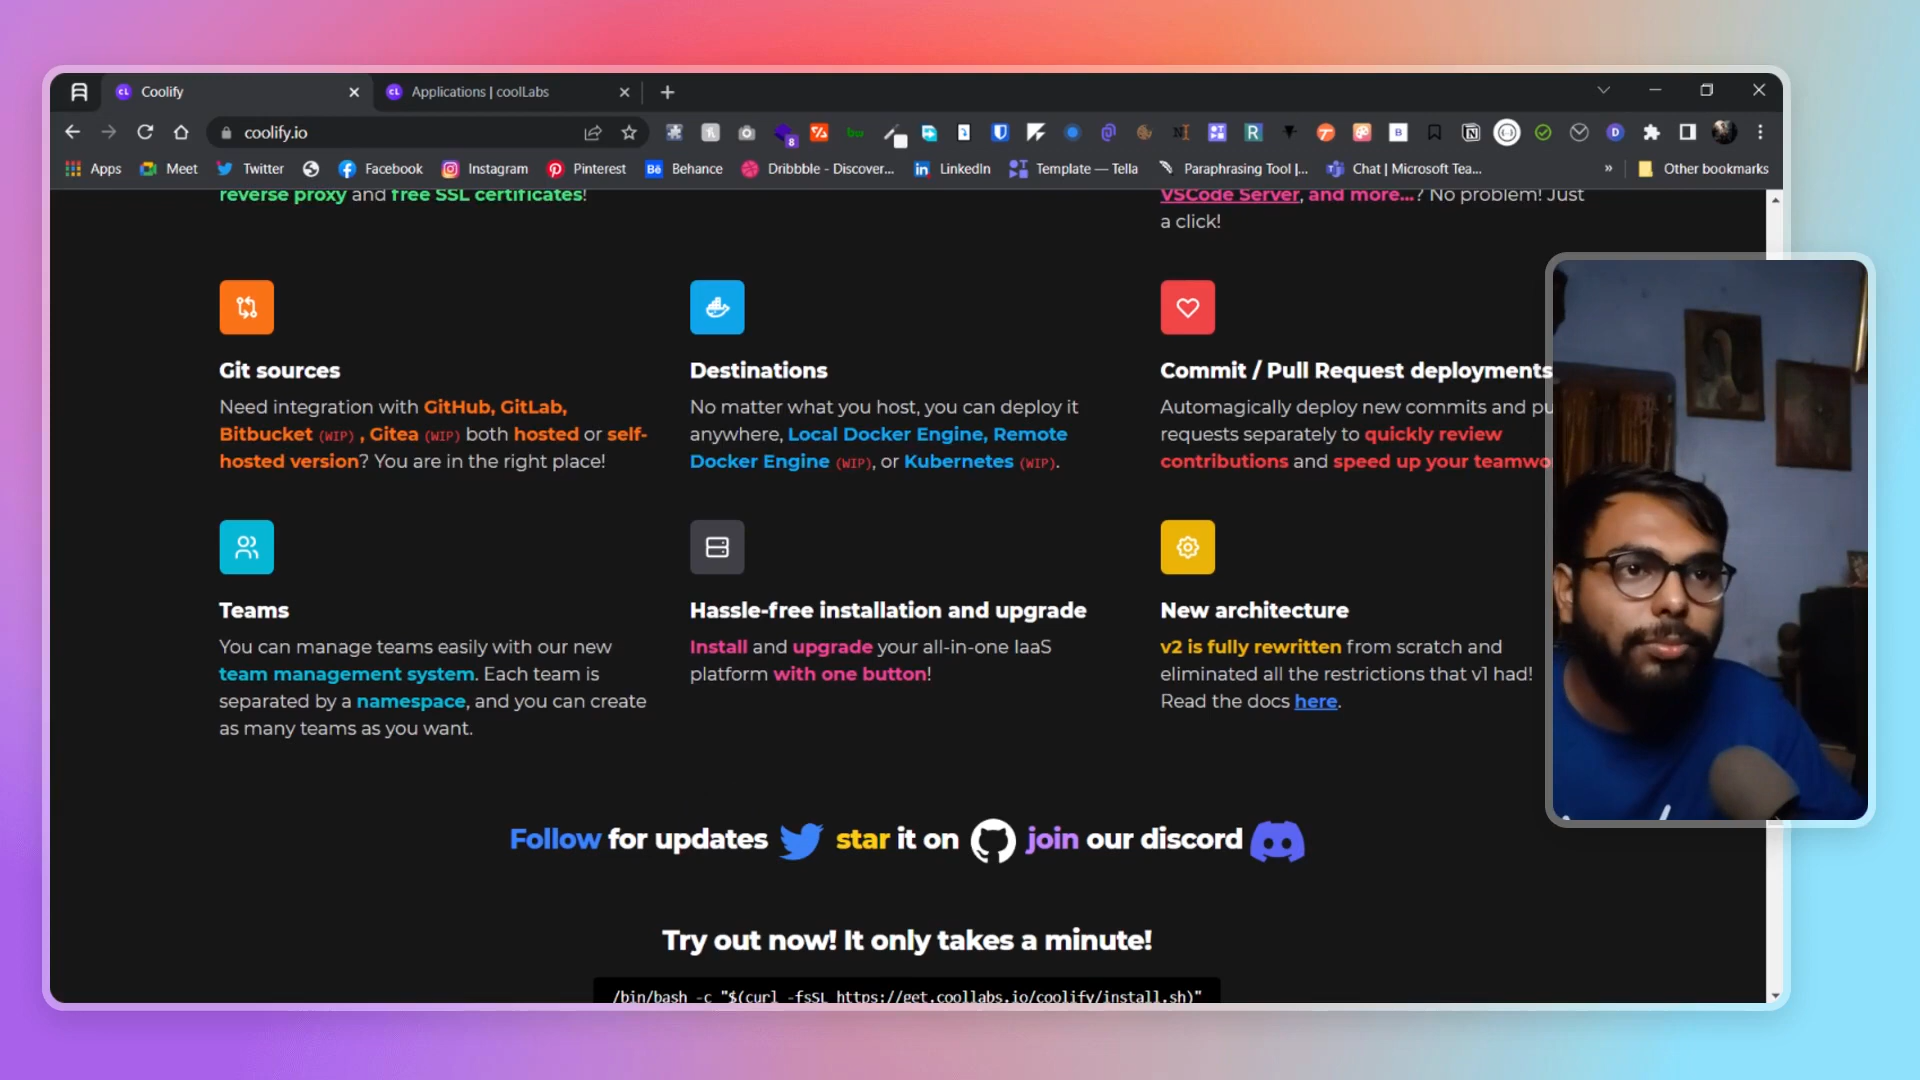 Coolify
Applications | coolLabs
coolify.io
Apps
Meet
Twitter
Facebook
Instagram
Pinterest
Behance
Dribbble - Discover...
LinkedIn
Template — Tella
Paraphrasing Tool |...
Chat | Microsoft Tea...
»
Other bookmarks
reverse proxy and free SSL certificates!
VSCode Server, and more...? No problem! Just
a click!
Git sources
Need integration with GitHub, GitLab,
Bitbucket (WIP) , Gitea (WIP) both hosted or self-
hosted version? You are in the right place!
Destinations
No matter what you host, you can deploy it
anywhere, Local Docker Engine, Remote
Docker Engine (WIP), or Kubernetes (WIP).
Commit / Pull Request deployments
Automagically deploy new commits and pu
requests separately to quickly review
contributions and speed up your teamwo
Teams
You can manage teams easily with our new
team management system. Each team is
separated by a namespace, and you can create
as many teams as you want.
Hassle-free installation and upgrade
Install and upgrade your all-in-one IaaS
platform with one button!
New architecture
v2 is fully rewritten from scratch and
eliminated all the restrictions that v1 had!
Read the docs here.
Follow for updates star it on join our discord
Try out now! It only takes a minute!
/bin/bash -c "$(curl -fsSL https://get.coollabs.io/coolify/install.sh)"